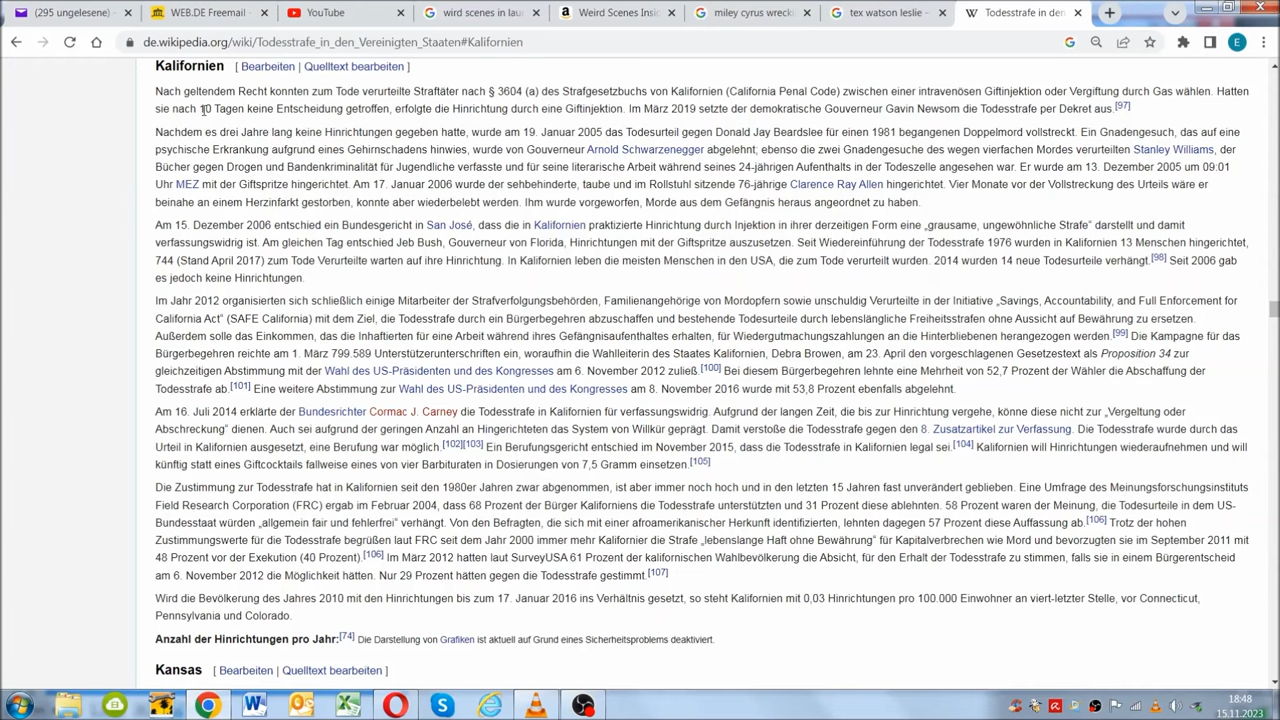 (295 ungelesene)
WEB.DE Freemail -
YouTube
wird scenes in lau
Weird Scenes Insid
miley cyrus wreck
tex watson leslie -
Todesstrafe in den
de.wikipedia.org/wiki/Todesstrafe_in_den_Vereinigten_Staaten#Kalifornien
E
Kalifornien [ Bearbeiten | Quelltext bearbeiten ]
Nach geltendem Recht konnten zum Tode verurteilte Straftäter nach § 3604 (a) des Strafgesetzbuchs von Kalifornien (California Penal Code) zwischen einer intravenösen Giftinjektion oder Vergiftung durch Gas wählen. Hatten
sie nach 10 Tagen keine Entscheidung getroffen, erfolgte die Hinrichtung durch eine Giftinjektion. Im März 2019 setzte der demokratische Gouverneur Gavin Newsom die Todesstrafe per Dekret aus.[97]
Nachdem es drei Jahre lang keine Hinrichtungen gegeben hatte, wurde am 19. Januar 2005 das Todesurteil gegen Donald Jay Beardslee für einen 1981 begangenen Doppelmord vollstreckt. Ein Gnadengesuch, das auf eine
psychische Erkrankung aufgrund eines Gehirnschadens hinwies, wurde von Gouverneur Arnold Schwarzenegger abgelehnt; ebenso die zwei Gnadengesuche des wegen vierfachen Mordes verurteilten Stanley Williams, der
Bücher gegen Drogen und Bandenkriminalität für Jugendliche verfasste und für seine literarische Arbeit während seines 24-jährigen Aufenthalts in der Todeszelle angesehen war. Er wurde am 13. Dezember 2005 um 09:01
Uhr MEZ mit der Giftspritze hingerichtet. Am 17. Januar 2006 wurde der sehbehinderte, taube und im Rollstuhl sitzende 76-jährige Clarence Ray Allen hingerichtet. Vier Monate vor der Vollstreckung des Urteils wäre er
beinahe an einem Herzinfarkt gestorben, konnte aber wiederbelebt werden. Ihm wurde vorgeworfen, Morde aus dem Gefängnis heraus angeordnet zu haben.
Am 15. Dezember 2006 entschied ein Bundesgericht in San José, dass die in Kalifornien praktizierte Hinrichtung durch Injektion in ihrer derzeitigen Form eine „grausame, ungewöhnliche Strafe" darstellt und damit
verfassungswidrig ist. Am gleichen Tag entschied Jeb Bush, Gouverneur von Florida, Hinrichtungen mit der Giftspritze auszusetzen. Seit Wiedereinführung der Todesstrafe 1976 wurden in Kalifornien 13 Menschen hingerichtet,
744 (Stand April 2017) zum Tode Verurteilte warten auf ihre Hinrichtung. In Kalifornien leben die meisten Menschen in den USA, die zum Tode verurteilt wurden. 2014 wurden 14 neue Todesurteile verhängt.[98] Seit 2006 gab
es jedoch keine Hinrichtungen.
Im Jahr 2012 organisierten sich schließlich einige Mitarbeiter der Strafverfolgungsbehörden, Familienangehörige von Mordopfern sowie unschuldig Verurteilte in der Initiative „Savings, Accountability, and Full Enforcement for
California Act" (SAFE California) mit dem Ziel, die Todesstrafe durch ein Bürgerbegehren abzuschaffen und bestehende Todesurteile durch lebenslängliche Freiheitsstrafen ohne Aussicht auf Bewährung zu ersetzen.
Außerdem solle das Einkommen, das die Inhaftierten für eine Arbeit während ihres Gefängnisaufenthaltes erhalten, für Wiedergutmachungszahlungen an die Hinterbliebenen herangezogen werden.[99] Die Kampagne für das
Bürgerbegehren reichte am 1. März 799.589 Unterstützerunterschriften ein, woraufhin die Wahlleiterin des Staates Kalifornien, Debra Browen, am 23. April den vorgeschlagenen Gesetzestext als Proposition 34 zur
gleichzeitigen Abstimmung mit der Wahl des US-Präsidenten und des Kongresses am 6. November 2012 zuließ.[100] Bei diesem Bürgerbegehren lehnte eine Mehrheit von 52,7 Prozent der Wähler die Abschaffung der
Todesstrafe ab.[101] Eine weitere Abstimmung zur Wahl des US-Präsidenten und des Kongresses am 8. November 2016 wurde mit 53,8 Prozent ebenfalls abgelehnt.
Am 16. Juli 2014 erklärte der Bundesrichter Cormac J. Carney die Todesstrafe in Kalifornien für verfassungswidrig. Aufgrund der langen Zeit, die bis zur Hinrichtung vergehe, könne diese nicht zur „Vergeltung oder
Abschreckung" dienen. Auch sei aufgrund der geringen Anzahl an Hingerichteten das System von Willkür geprägt. Damit verstoße die Todesstrafe gegen den 8. Zusatzartikel zur Verfassung. Die Todesstrafe wurde durch das
Urteil in Kalifornien ausgesetzt, eine Berufung war möglich.[102][103] Ein Berufungsgericht entschied im November 2015, dass die Todesstrafe in Kalifornien legal sei.[104] Kalifornien will Hinrichtungen wiederaufnehmen und will
künftig statt eines Giftcocktails fallweise eines von vier Barbituraten in Dosierungen von 7,5 Gramm einsetzen.[105]
Die Zustimmung zur Todesstrafe hat in Kalifornien seit den 1980er Jahren zwar abgenommen, ist aber immer noch hoch und in den letzten 15 Jahren fast unverändert geblieben. Eine Umfrage des Meinungsforschungsinstituts
Field Research Corporation (FRC) ergab im Februar 2004, dass 68 Prozent der Bürger Kaliforniens die Todesstrafe unterstützten und 31 Prozent diese ablehnten. 58 Prozent waren der Meinung, die Todesurteile in dem US-
Bundesstaat würden „allgemein fair und fehlerfrei" verhängt. Von den Befragten, die sich mit einer afroamerikanischer Herkunft identifizierten, lehnten dagegen 57 Prozent diese Auffassung ab.[106] Trotz der hohen
Zustimmungswerte für die Todesstrafe begrüßen laut FRC seit dem Jahr 2000 immer mehr Kalifornier die Strafe „lebenslange Haft ohne Bewährung" für Kapitalverbrechen wie Mord und bevorzugten sie im September 2011 mit
48 Prozent vor der Exekution (40 Prozent).[106] Im März 2012 hatten laut SurveyUSA 61 Prozent der kalifornischen Wahlbevölkerung die Absicht, für den Erhalt der Todesstrafe zu stimmen, falls sie in einem Bürgerentscheid
am 6. November 2012 die Möglichkeit hätten. Nur 29 Prozent hätten gegen die Todesstrafe gestimmt.[107]
Wird die Bevölkerung des Jahres 2010 mit den Hinrichtungen bis zum 17. Januar 2016 ins Verhältnis gesetzt, so steht Kalifornien mit 0,03 Hinrichtungen pro 100.000 Einwohner an viert-letzter Stelle, vor Connecticut,
Pennsylvania und Colorado.
Anzahl der Hinrichtungen pro Jahr:[74] Die Darstellung von Grafiken ist aktuell auf Grund eines Sicherheitsproblems deaktiviert.
Kansas [ Bearbeiten | Quelltext bearbeiten ]
18:48
15.11.2023